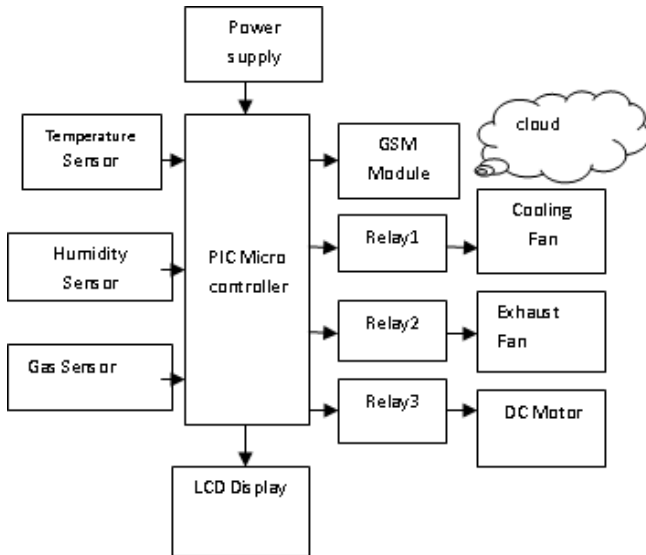 Power
supply
Temperature
Sensor
Humidity
Sensor
Gas Sensor
PIC Micro
controller
GSM
Module
cloud
Relay1
Cooling
Fan
Relay2
Exhaust
Fan
Relay3
DC Motor
LCD Display